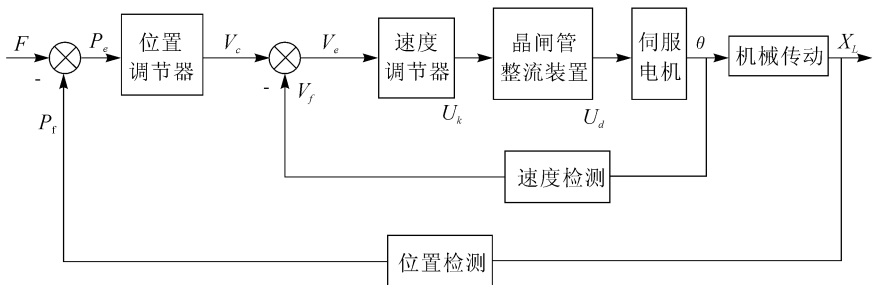 F
-
P_e
位置
调节器
V_c
-
V_f
V_e
速度
调节器
U_k
晶闸管
整流装置
U_d
伺服
电机
θ
机械传动
X_L
P_f
速度检测
位置检测